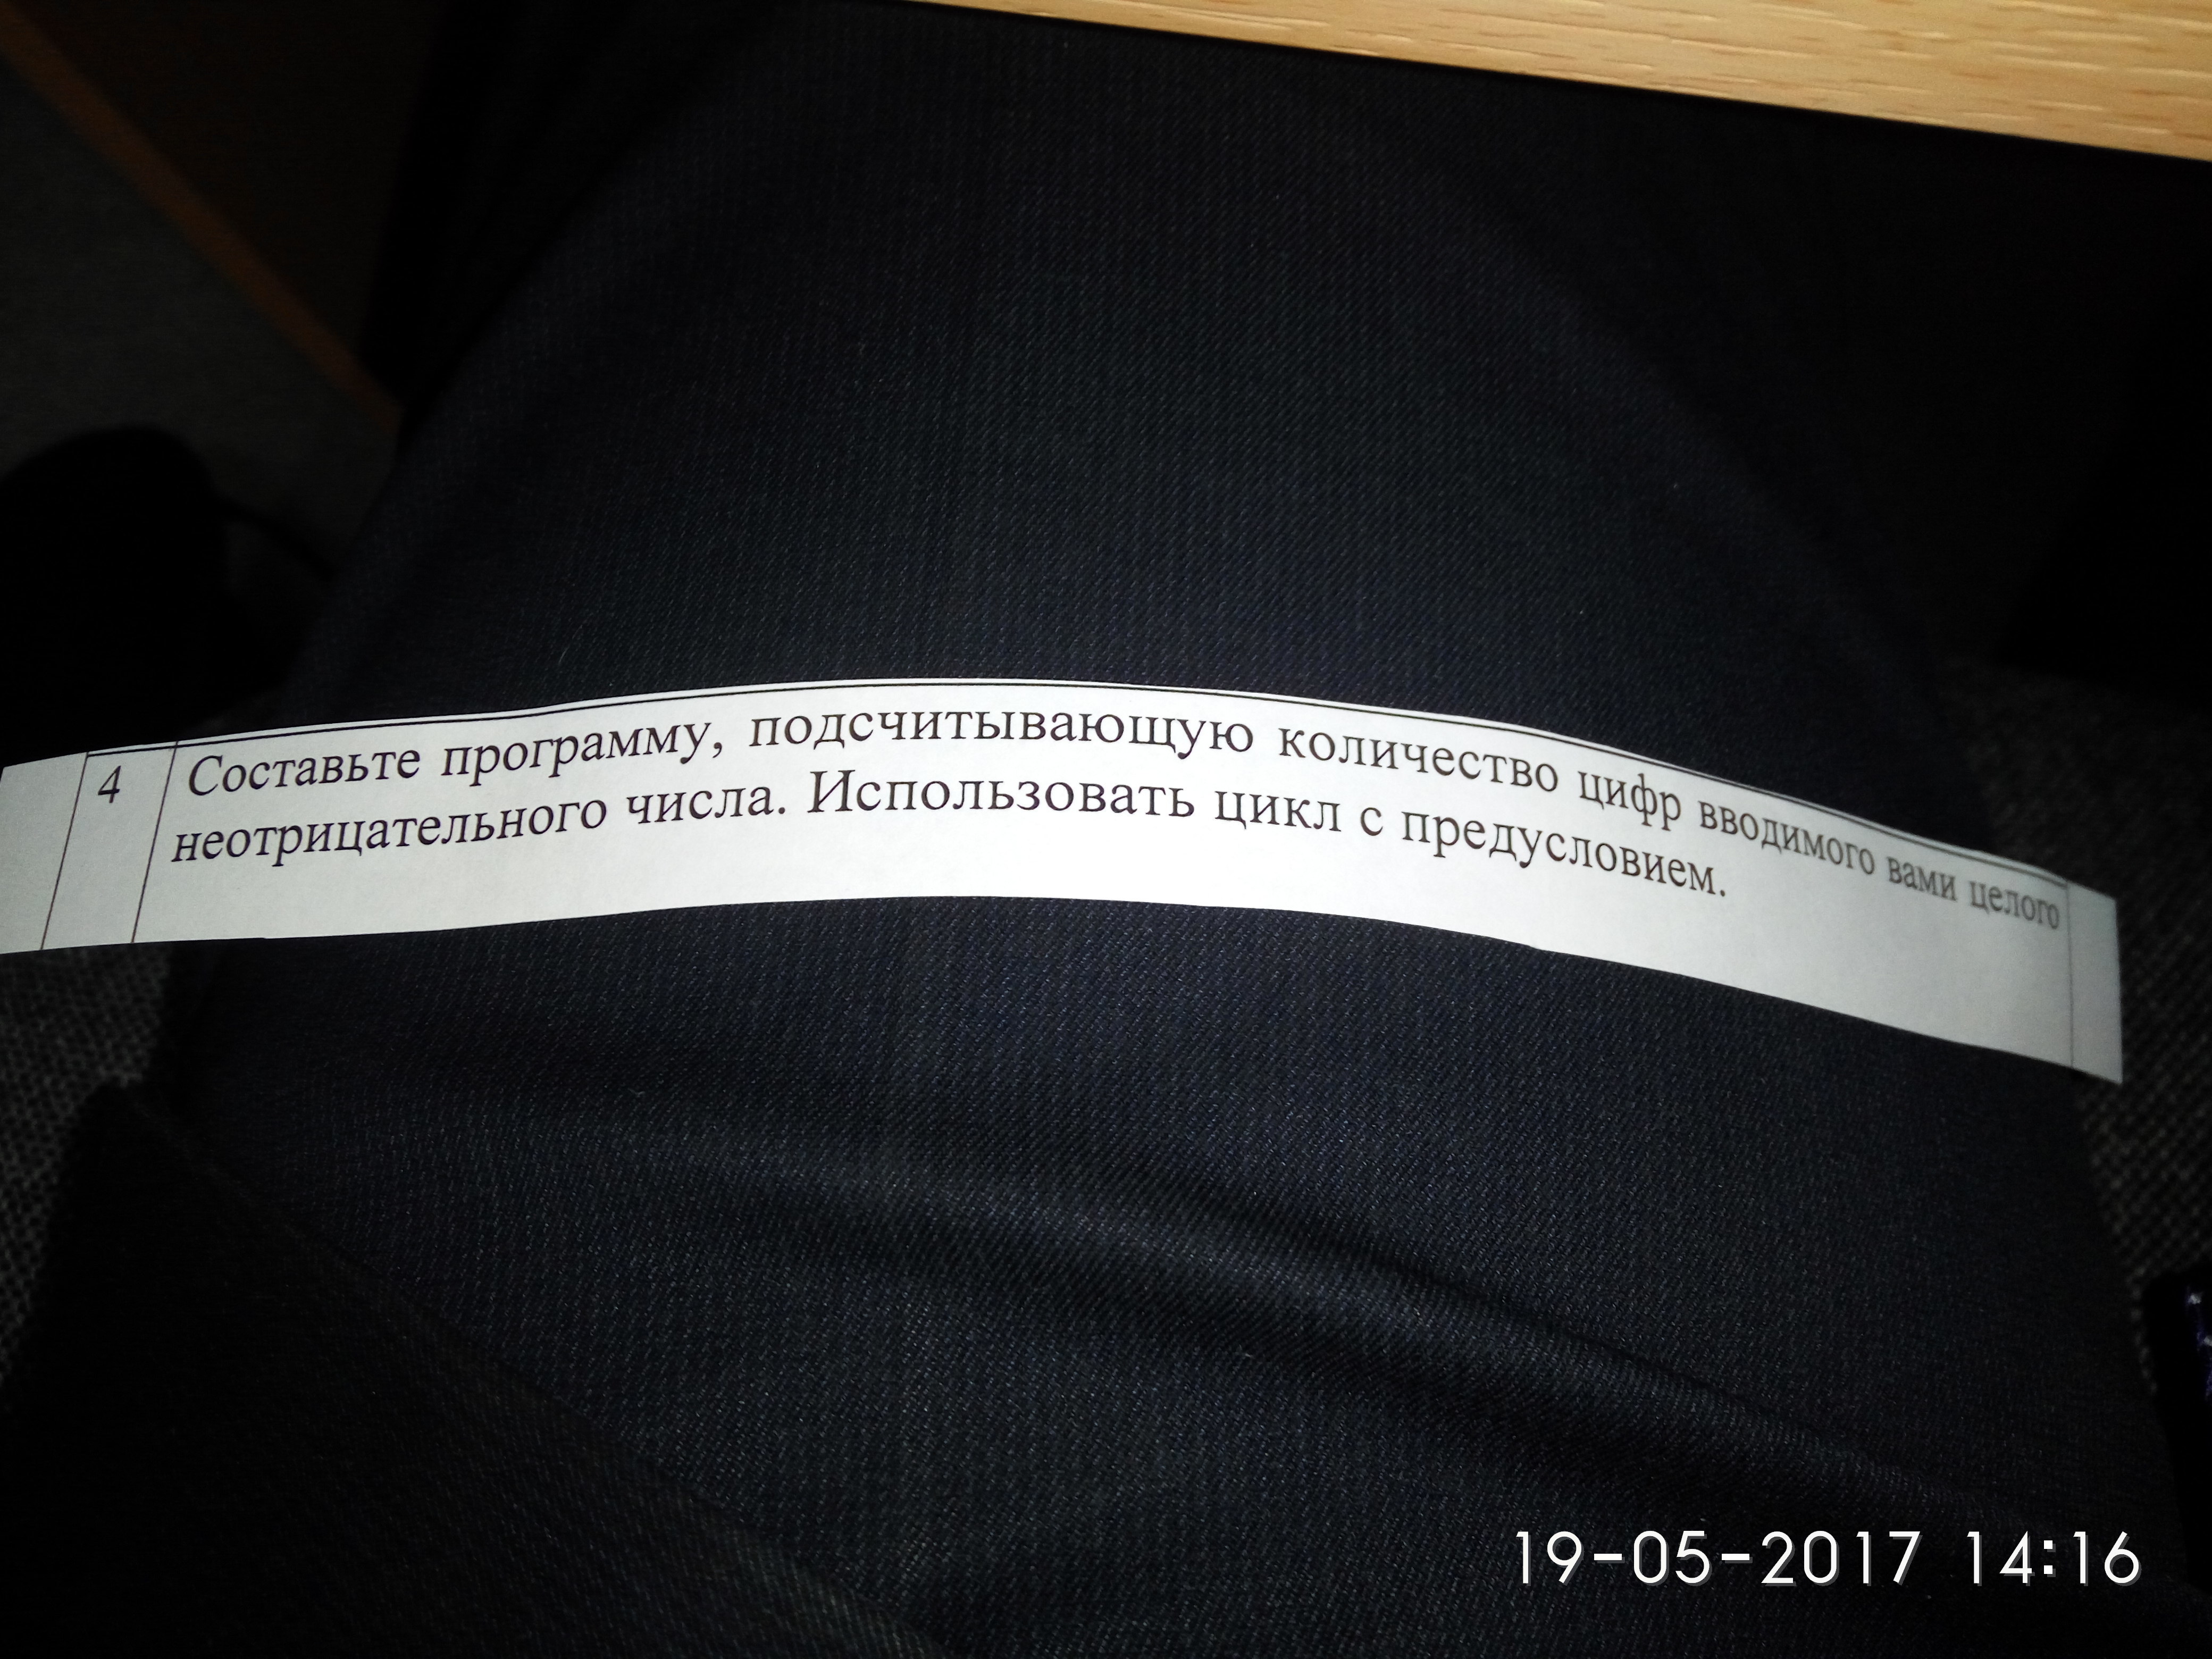 4 Составьте программу, подсчитывающую количество цифр вводимого вами целого
неотрицательного числа. Использовать цикл с предусловием.
19-05-2017 14:16